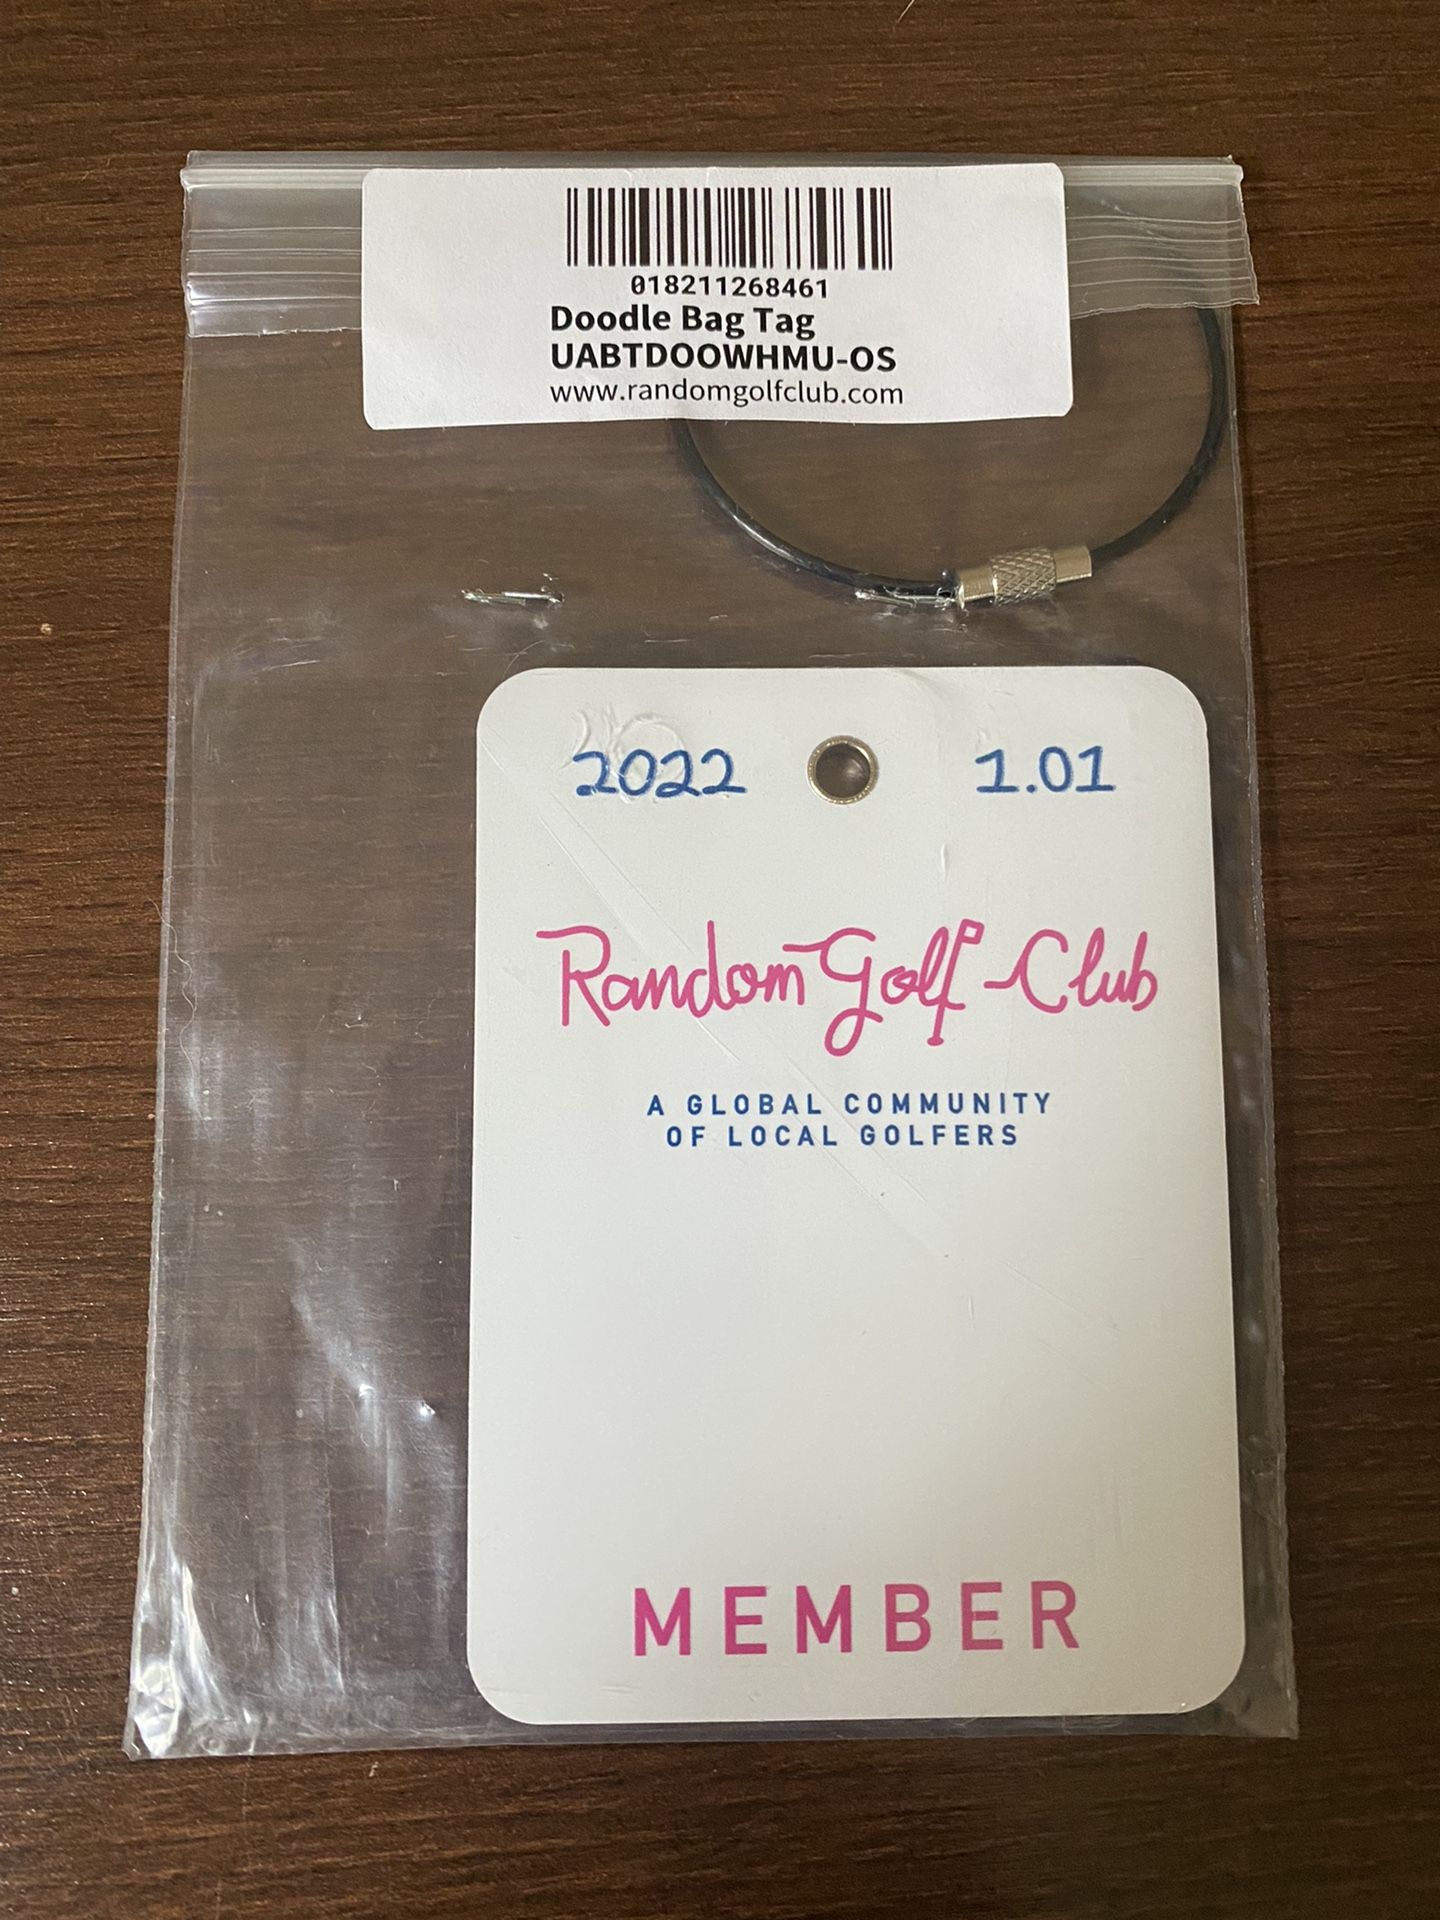 018211268461
Doodle Bag Tag
UABTDOOWHMU-OS
www.randomgolfclub.com
2022 1.01
Random Golf Club
A GLOBAL COMMUNITY
OF LOCAL GOLFERS
MEMBER